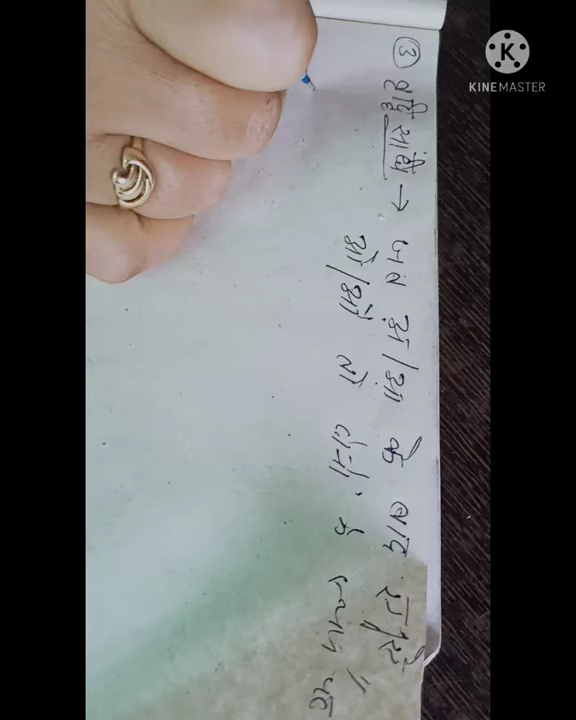 KINEMASTER
③ वृद्धि संधि → जब अ/आ के बाद ए/ऐ
ओ/औ तो दोनों के स्थान पर